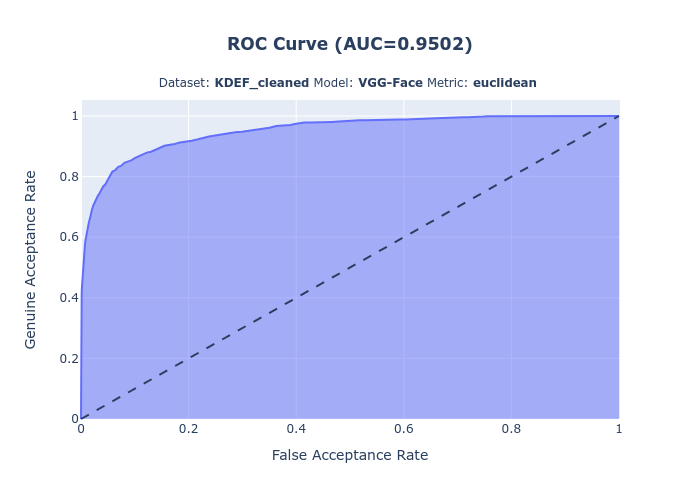 ROC Curve (AUC=0.9502)
Dataset: KDEF_cleaned Model: VGG-Face Metric: euclidean
Genuine Acceptance Rate
1
0.8
0.6
0.4
0.2
0
0 0.2 0.4 0.6 0.8 1
False Acceptance Rate